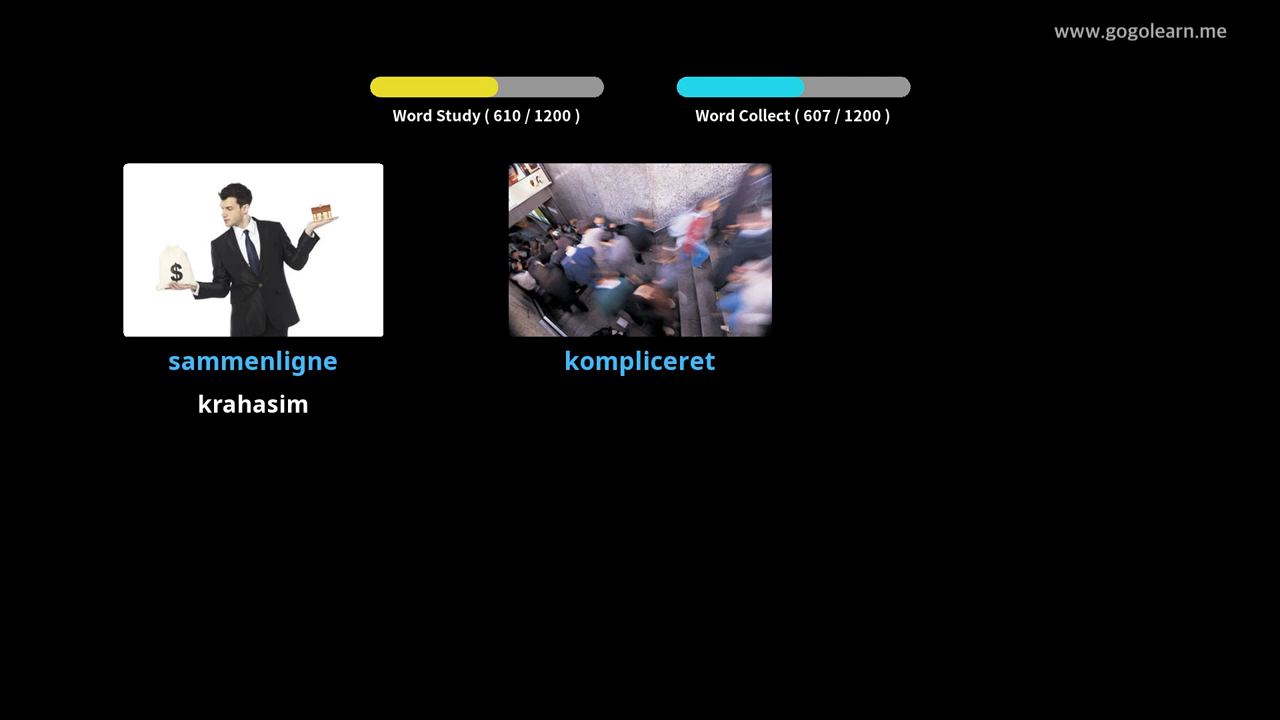 www.gogolearn.me
Word Study ( 610 / 1200 )
Word Collect ( 607 / 1200 )
$
sammenligne
kompliceret
krahasim